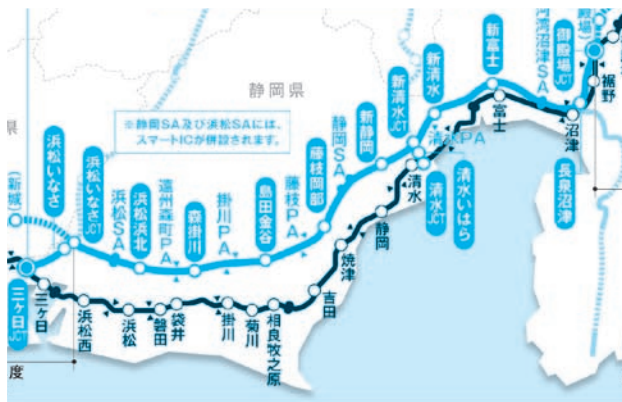 静岡県
※静岡SA及び浜松SAには、
スマートICが併設されます。
(新城)
浜松いなさ
浜松いなさJCT
浜松SA
浜松浜北
遠州森町PA
森掛川
掛川PA
島田金谷
藤枝PA
藤枝岡部
静岡SA
新静岡
新清水JCT
新清水
清水PA
新富士
駿河湾沼津SA
御殿場JCT
長泉沼津
清水いはら
清水JCT
三ヶ日JCT
三ヶ日
浜松西
浜松
磐田
袋井
掛川
菊川
相良牧之原
吉田
焼津
静岡
清水
富士
沼津
裾野
県
度